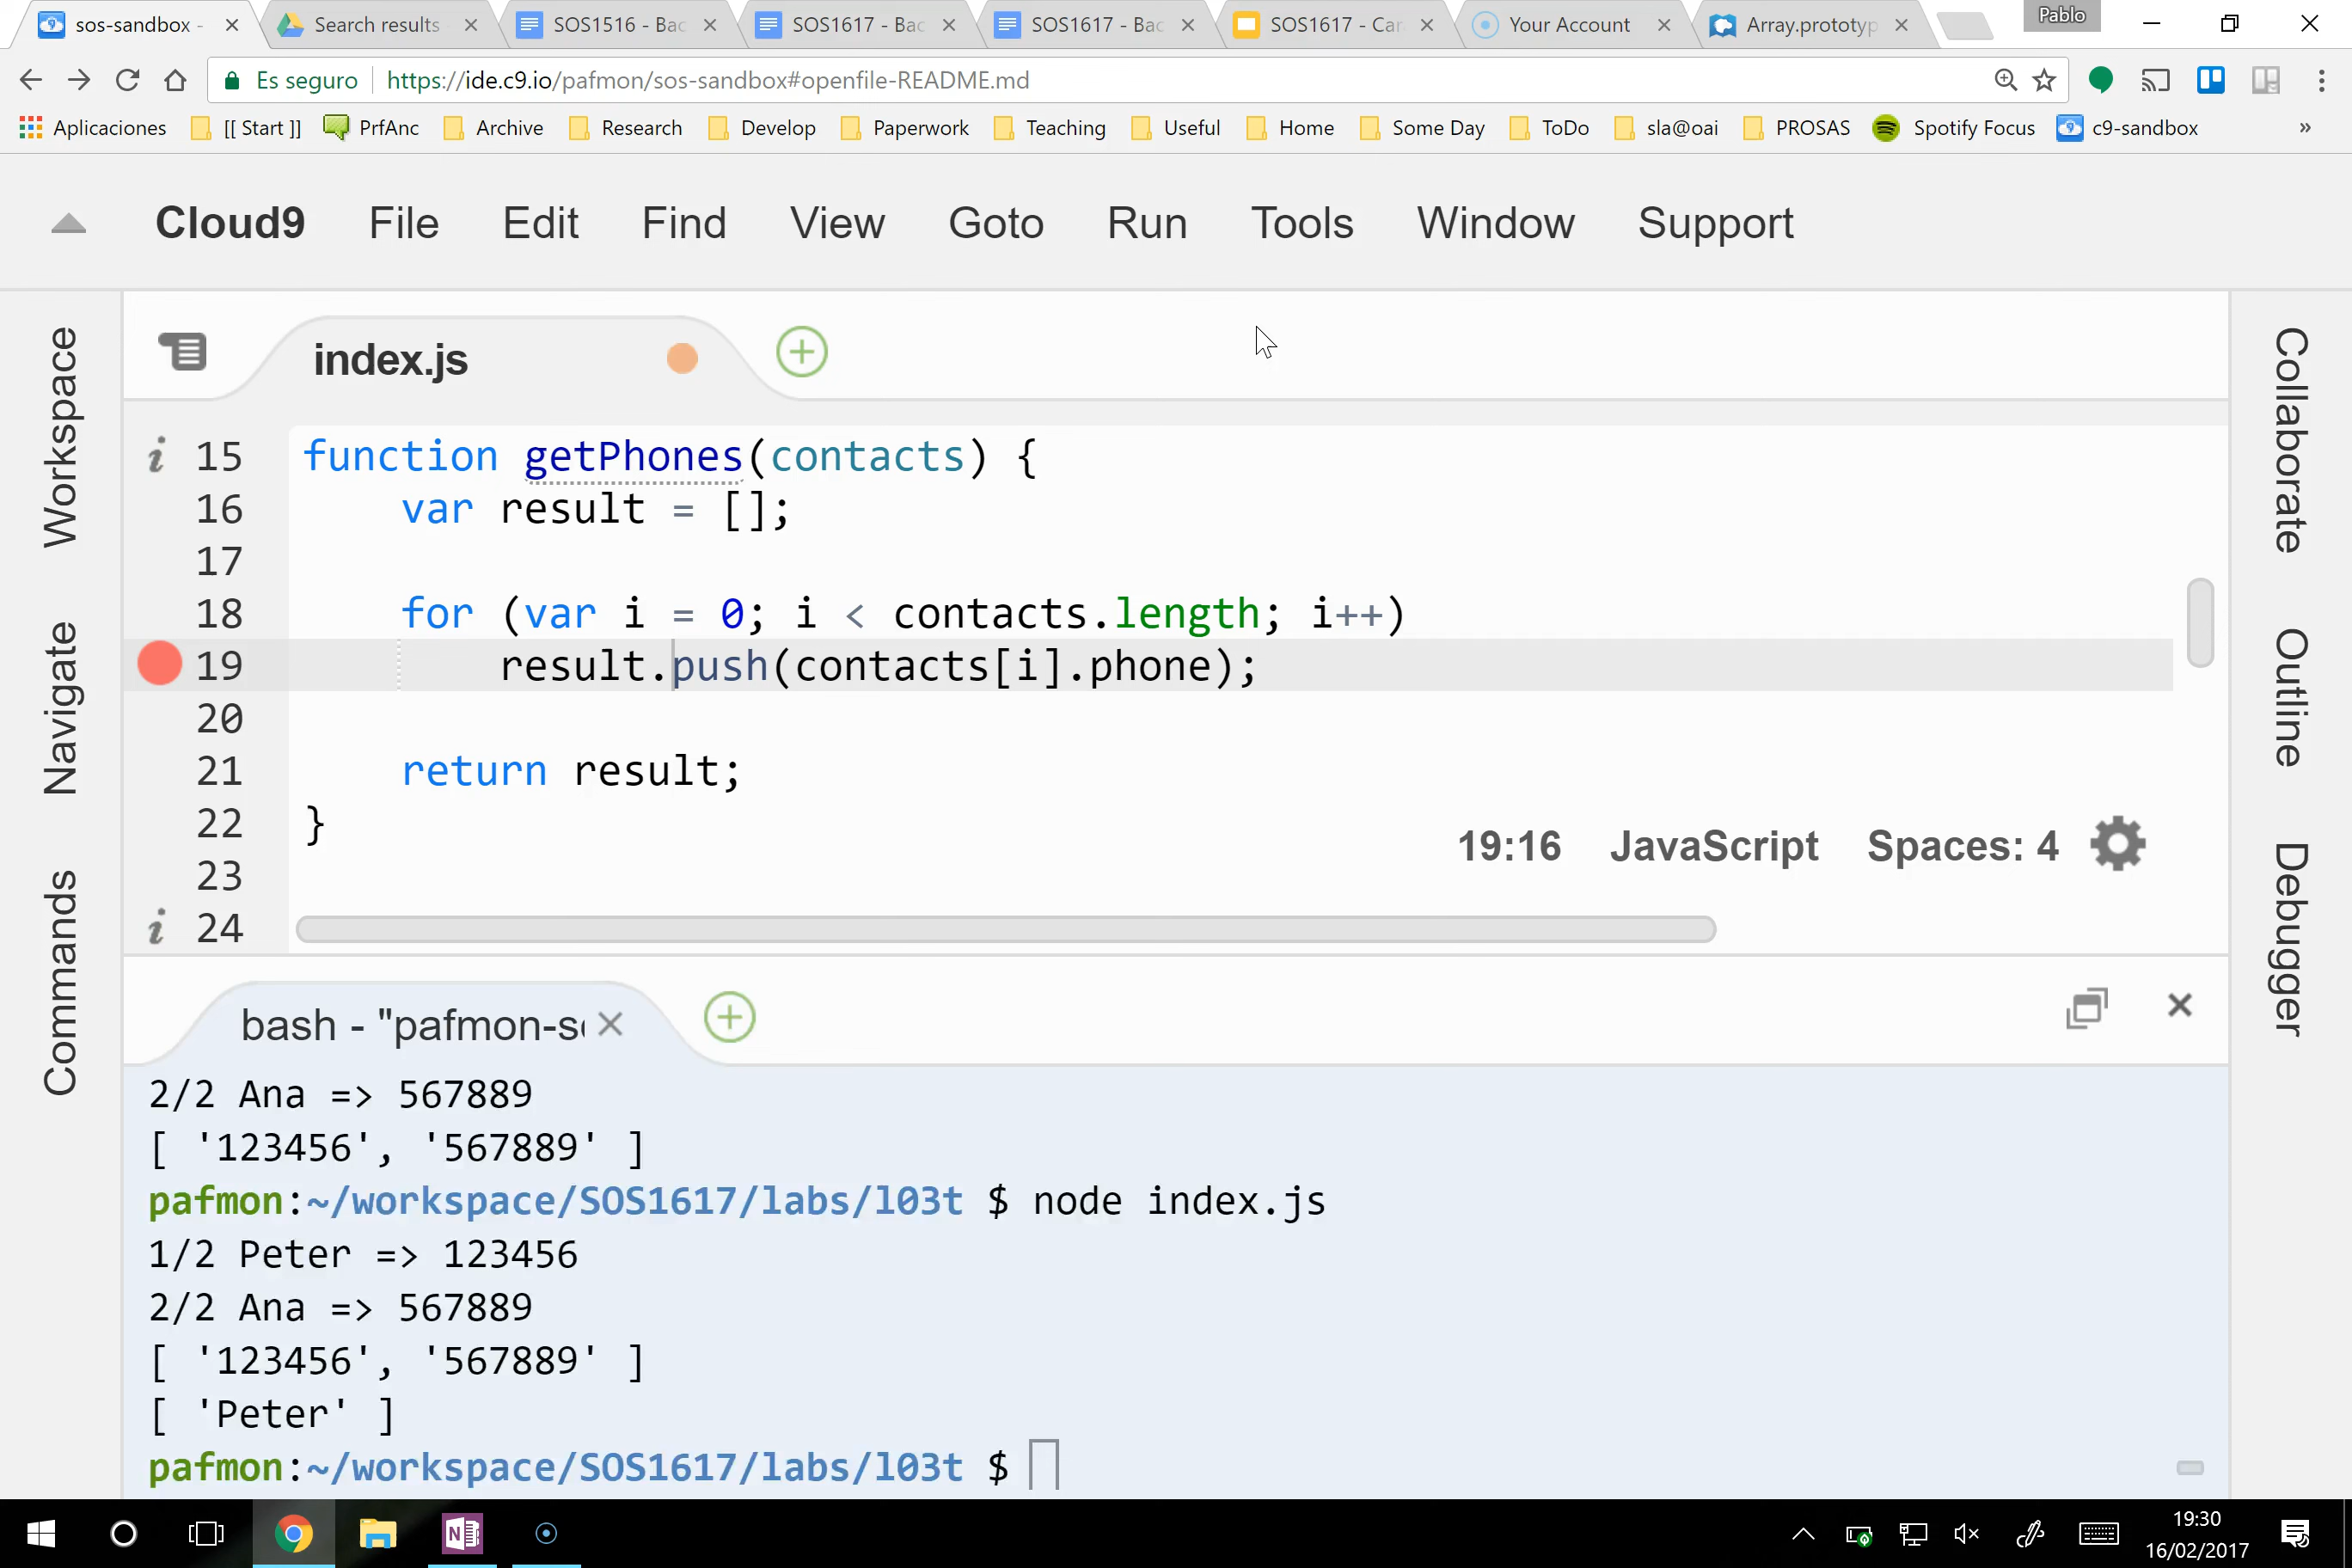 sos-sandbox -
Search results
SOS1516 - Bac
SOS1617 - Bac
SOS1617 - Bac
SOS1617 - Car
Your Account
Array.prototyp
Pablo
Es seguro
https://ide.c9.io/pafmon/sos-sandbox#openfile-README.md
Aplicaciones
[[ Start ]]
PrfAnc
Archive
Research
Develop
Paperwork
Teaching
Useful
Home
Some Day
ToDo
sla@oai
PROSAS
Spotify Focus
c9-sandbox
»
Cloud9 File Edit Find View Goto Run Tools Window Support
Workspace
Navigate
Commands
index.js
i 15 function getPhones(contacts) {
16 var result = [];
17
18 for (var i = 0; i < contacts.length; i++)
19 result.push(contacts[i].phone);
20
21 return result;
22 }
23
i 24
19:16 JavaScript Spaces: 4
Collaborate
Outline
Debugger
bash - "pafmon-so
2/2 Ana => 567889
[ '123456', '567889' ]
pafmon:~/workspace/SOS1617/labs/l03t $ node index.js
1/2 Peter => 123456
2/2 Ana => 567889
[ '123456', '567889' ]
[ 'Peter' ]
pafmon:~/workspace/SOS1617/labs/l03t $
N
19:30
16/02/2017